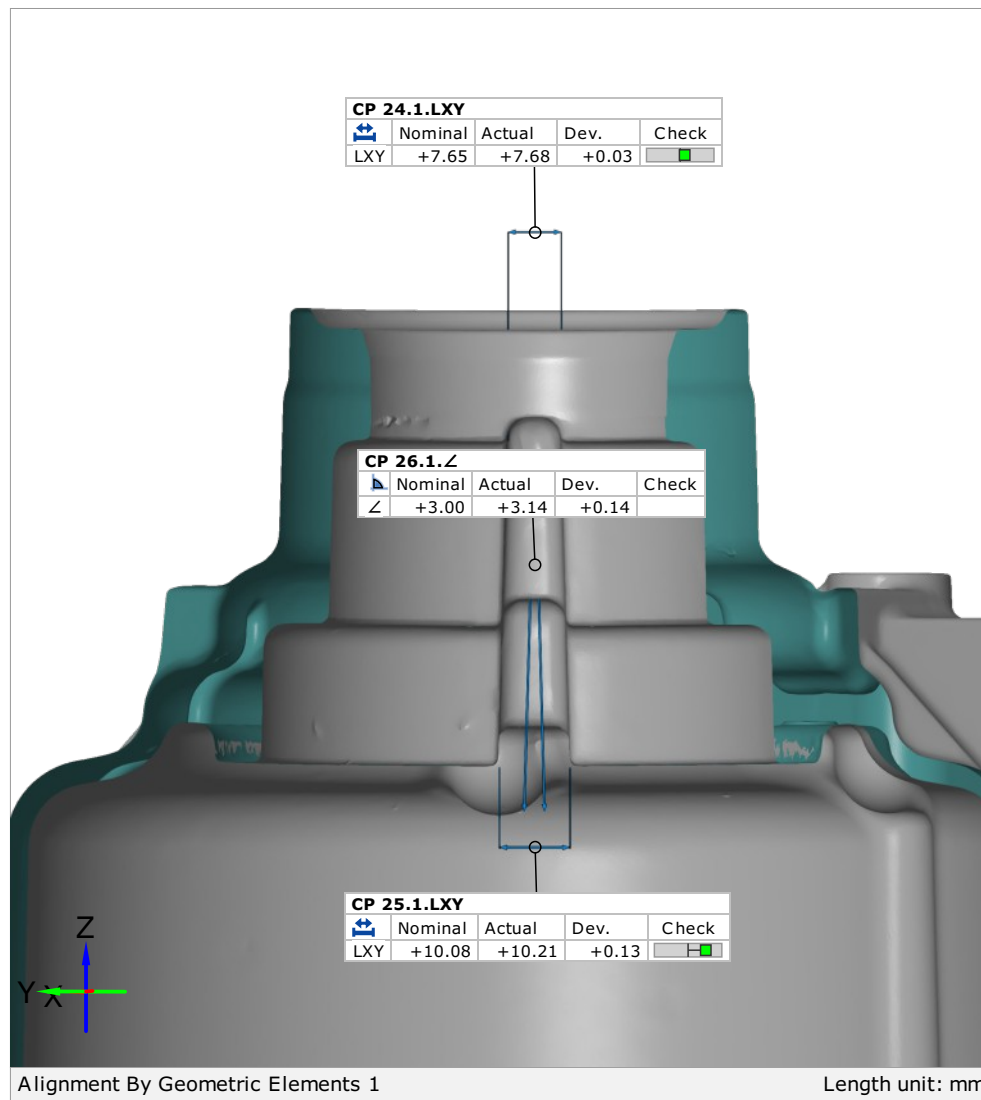 CP 24.1.LXY
Nominal Actual Dev. Check
LXY +7.65 +7.68 +0.03
CP 26.1.∠
Nominal Actual Dev. Check
∠ +3.00 +3.14 +0.14
CP 25.1.LXY
Nominal Actual Dev. Check
LXY +10.08 +10.21 +0.13
Z
Y X
Alignment By Geometric Elements 1 Length unit: mm